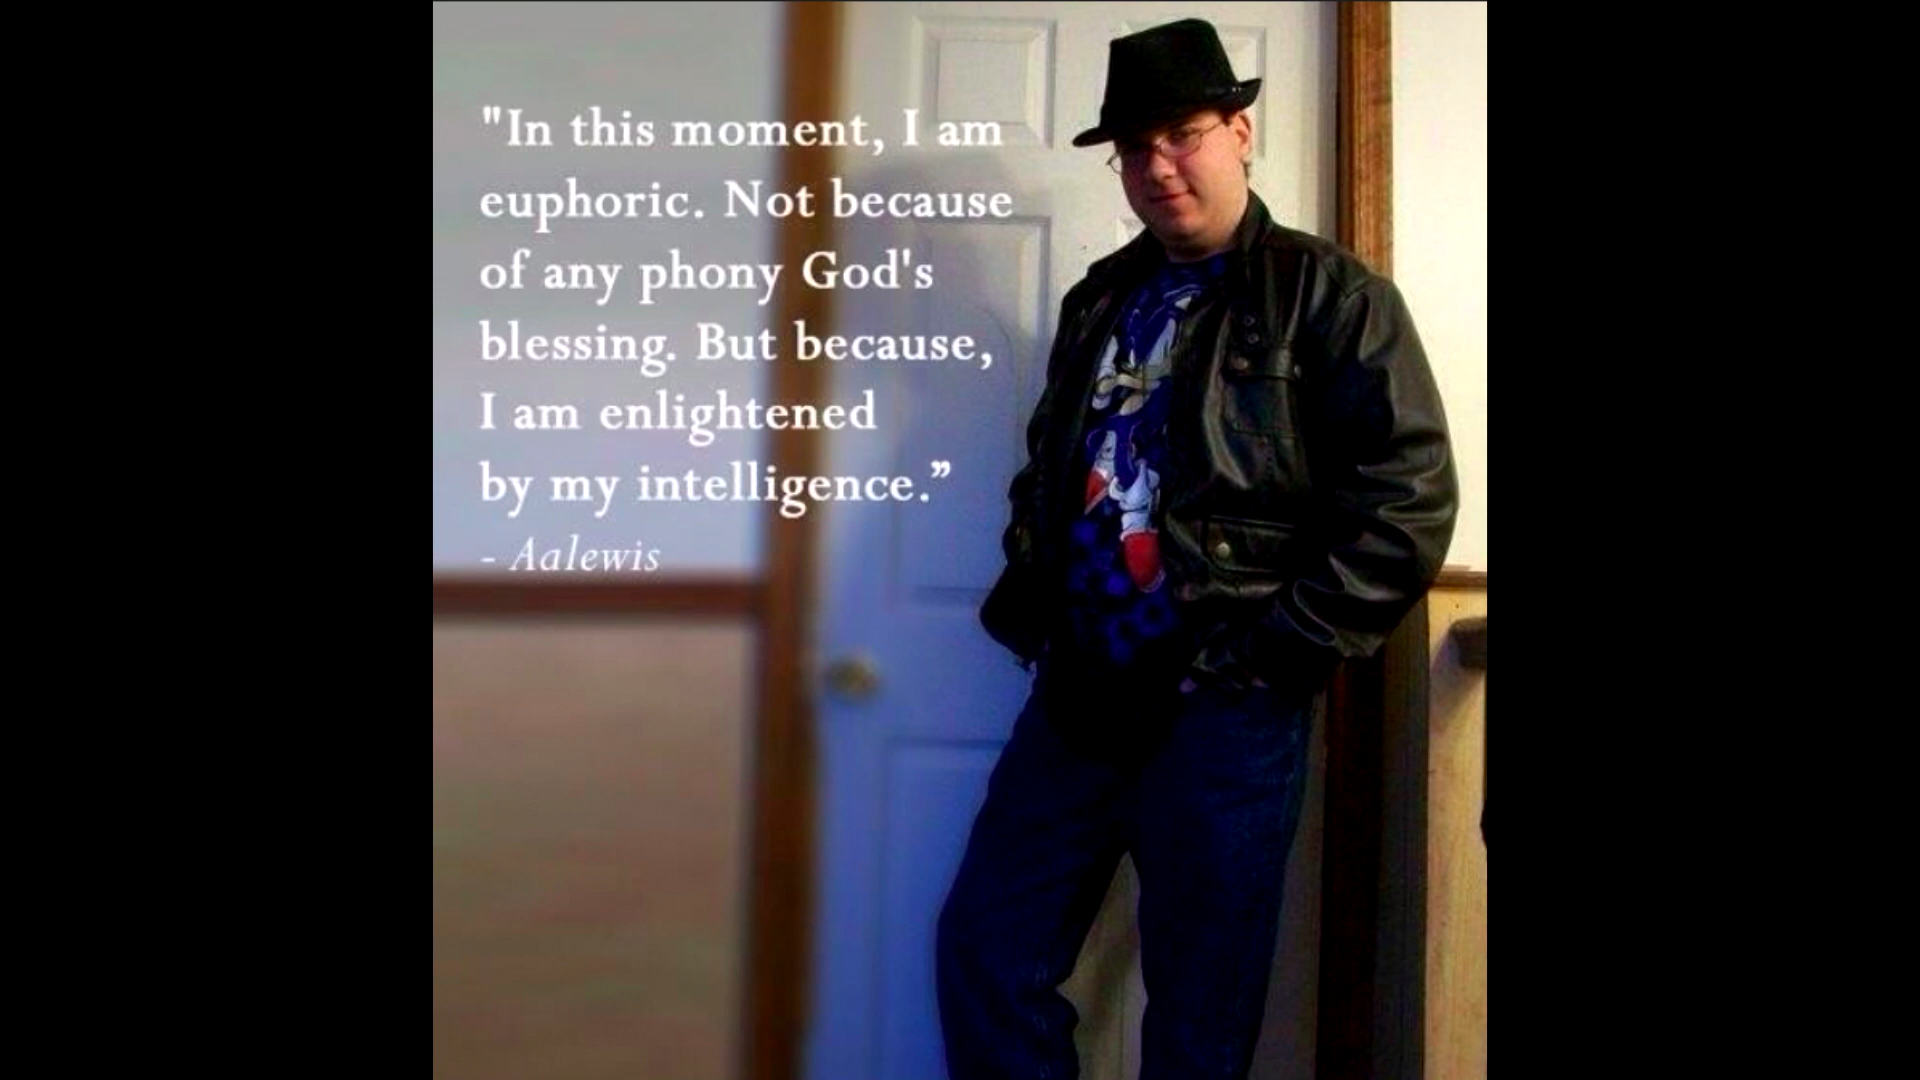 "In this moment, I am
euphoric. Not because
of any phony God's
blessing. But because,
I am enlightened
by my intelligence.”
- Aalewis